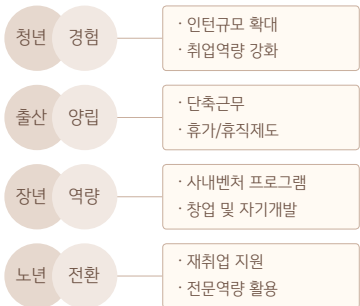 청년 경험
· 인턴규모 확대
· 취업역량 강화
출산 양립
· 단축근무
· 휴가/휴직제도
장년 역량
· 사내벤처 프로그램
· 창업 및 자기개발
노년 전환
· 재취업 지원
· 전문역량 활용